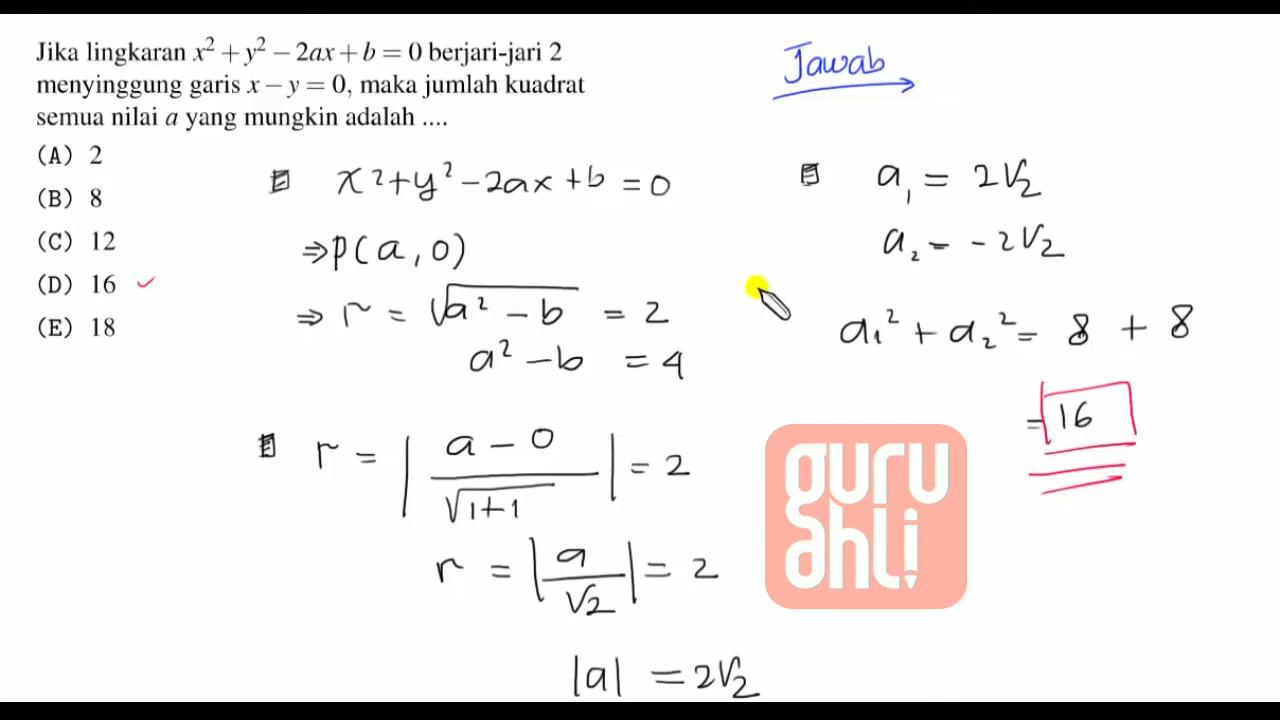 Jika lingkaran x² + y² − 2ax + b = 0 berjari-jari 2
menyinggung garis x − y = 0, maka jumlah kuadrat
semua nilai a yang mungkin adalah ....
(A) 2
(B) 8
(C) 12
(D) 16 ✓
(E) 18
x² + y² − 2ax + b = 0
⇒ P(a, 0)
⇒ r = √(a² − b) = 2
a² − b = 4
r = |(a − 0)/√(1+1)| = 2
r = |a/√2| = 2
|a| = 2√2
Jawab
a₁ = 2√2
a₂ = −2√2
a₁² + a₂² = 8 + 8
= 16
guru
ahli